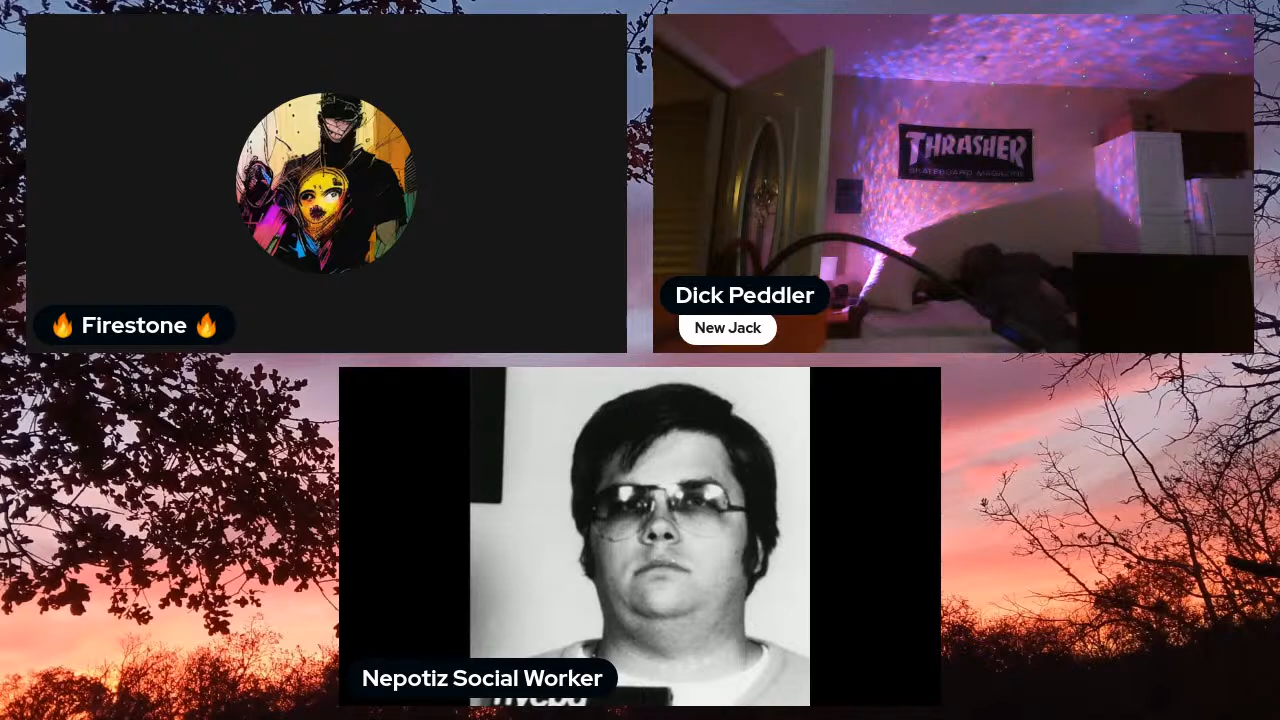 THRASHER
SKATEBOARD MAGAZINE
🔥 Firestone 🔥
Dick Peddler
New Jack
Nepotiz Social Worker